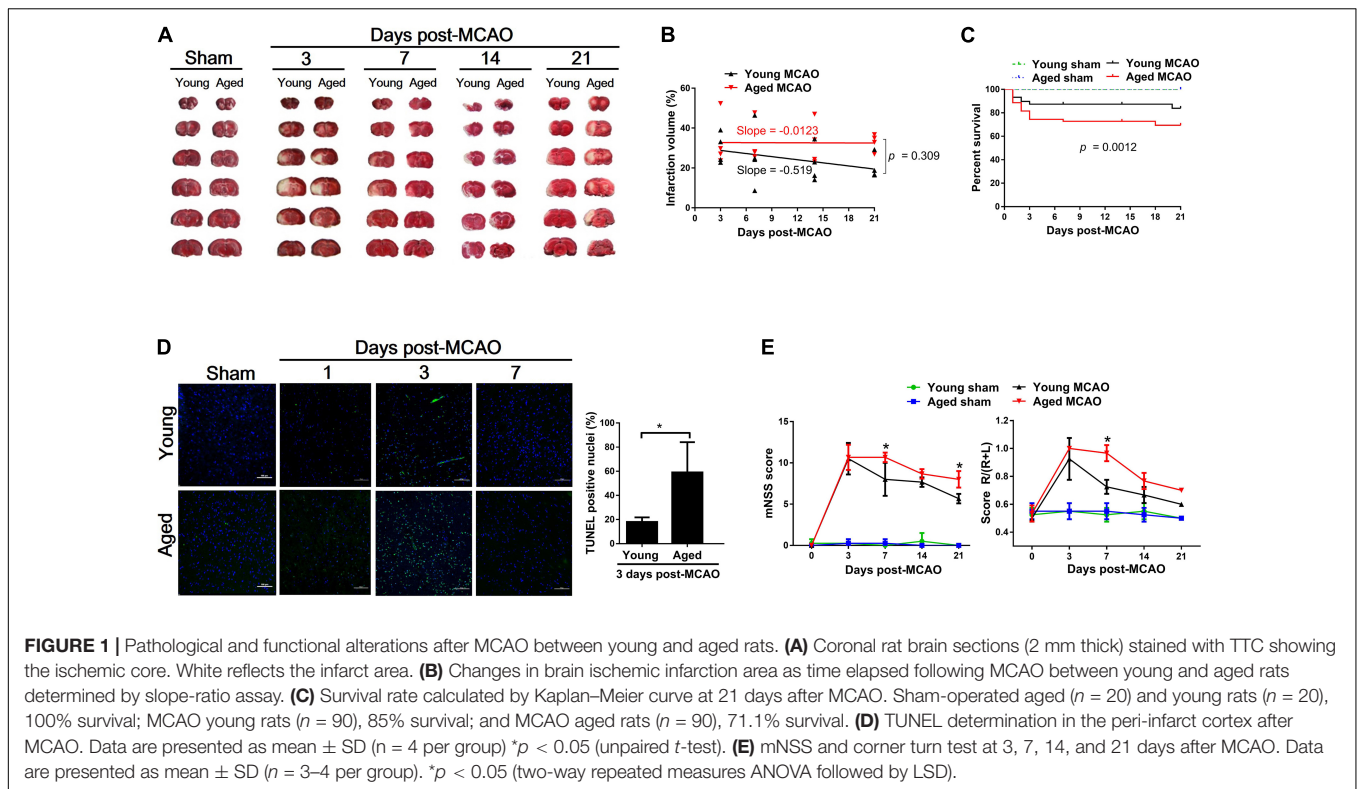 A
Days post-MCAO
Sham 3 7 14 21
Young Aged Young Aged Young Aged Young Aged Young Aged
B
Young MCAO
Aged MCAO
Infarction volume (%)
60
40
20
0
Slope = -0.0123
Slope = -0.519
p = 0.309
0 3 6 9 12 15 18 21
Days post-MCAO
C
Young sham Young MCAO
Aged sham Aged MCAO
Percent survival
100
80
60
40
20
0
p = 0.0012
0 3 6 9 12 15 18 21
Days post-MCAO
D
Days post-MCAO
Sham 1 3 7
Young
Aged
TUNEL positive nuclei (%)
100
80
60
40
20
0
*
Young Aged
3 days post-MCAO
E
Young sham Young MCAO
Aged sham Aged MCAO
mNSS score
15
10
5
0
* *
0 3 7 14 21
Days post-MCAO
Score R/(R+L)
1.2
1.0
0.8
0.6
0.4
*
0 3 7 14 21
Days post-MCAO
FIGURE 1 | Pathological and functional alterations after MCAO between young and aged rats. (A) Coronal rat brain sections (2 mm thick) stained with TTC showing
the ischemic core. White reflects the infarct area. (B) Changes in brain ischemic infarction area as time elapsed following MCAO between young and aged rats
determined by slope-ratio assay. (C) Survival rate calculated by Kaplan–Meier curve at 21 days after MCAO. Sham-operated aged (n = 20) and young rats (n = 20),
100% survival; MCAO young rats (n = 90), 85% survival; and MCAO aged rats (n = 90), 71.1% survival. (D) TUNEL determination in the peri-infarct cortex after
MCAO. Data are presented as mean ± SD (n = 4 per group) *p < 0.05 (unpaired t-test). (E) mNSS and corner turn test at 3, 7, 14, and 21 days after MCAO. Data
are presented as mean ± SD (n = 3–4 per group). *p < 0.05 (two-way repeated measures ANOVA followed by LSD).